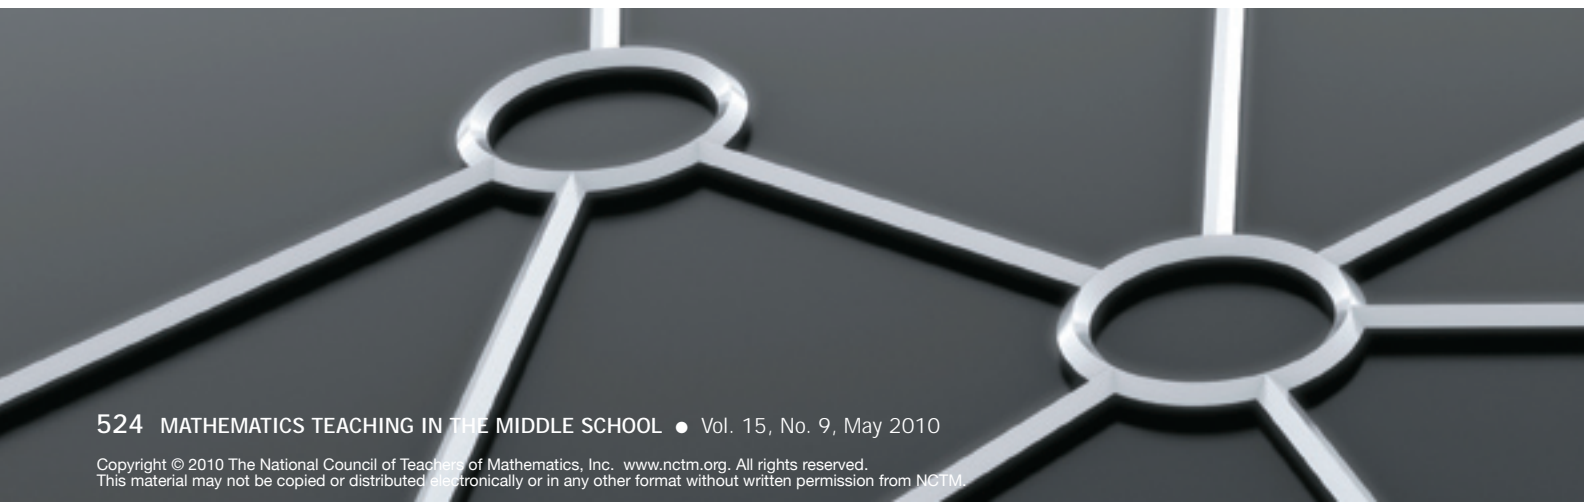 524 MATHEMATICS TEACHING IN THE MIDDLE SCHOOL ● Vol. 15, No. 9, May 2010
Copyright © 2010 The National Council of Teachers of Mathematics, Inc. www.nctm.org. All rights reserved.
This material may not be copied or distributed electronically or in any other format without written permission from NCTM.